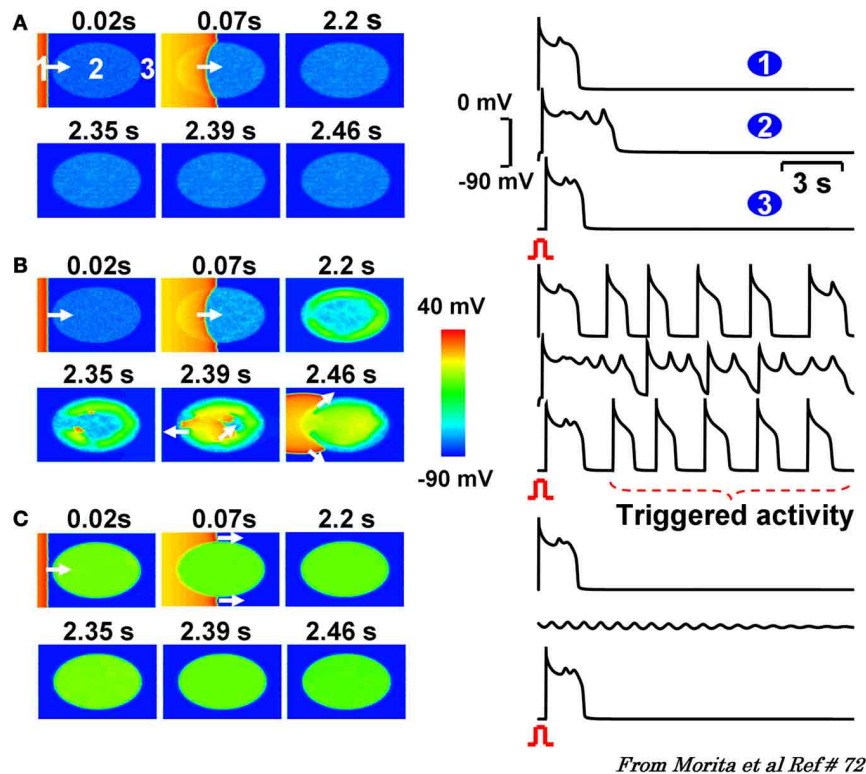 A
0.02s 0.07s 2.2 s
1 2 3
2.35 s 2.39 s 2.46 s
0 mV
-90 mV
1
2
3 s
3
B
0.02s 0.07s 2.2 s
2.35 s 2.39 s 2.46 s
40 mV
-90 mV
Triggered activity
C
0.02s 0.07s 2.2 s
2.35 s 2.39 s 2.46 s
From Morita et al Ref # 72